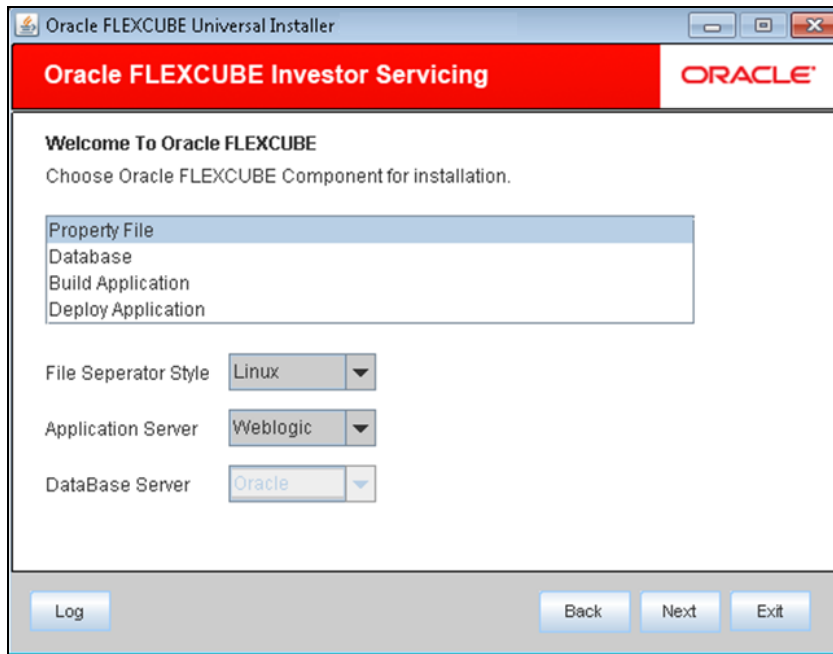 Oracle FLEXCUBE Universal Installer
Oracle FLEXCUBE Investor Servicing
ORACLE
Welcome To Oracle FLEXCUBE
Choose Oracle FLEXCUBE Component for installation.
Property File
Database
Build Application
Deploy Application
File Seperator Style Linux
Application Server Weblogic
DataBase Server Oracle
Log Back Next Exit